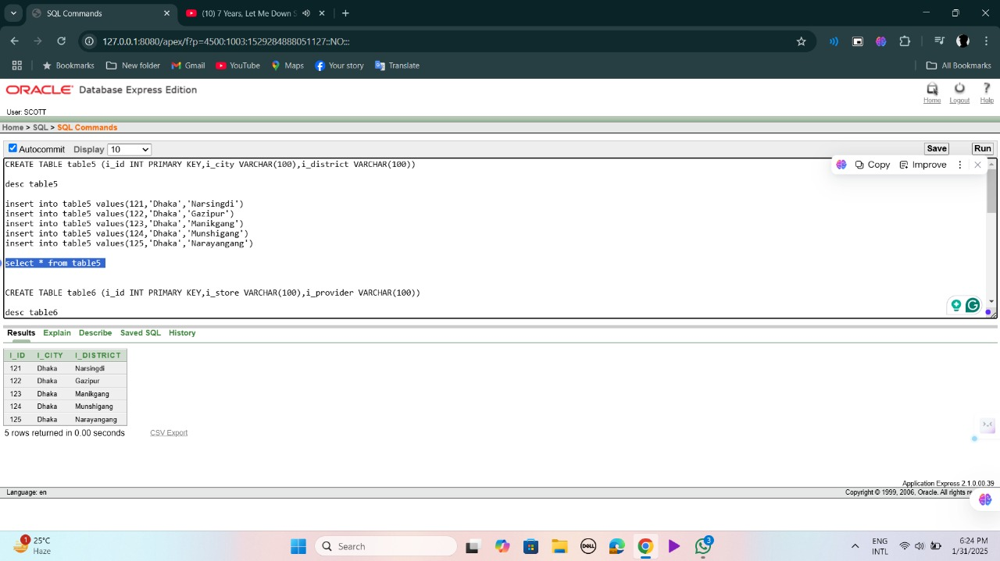 SQL Commands
(10) 7 Years, Let Me Down S
127.0.0.1:8080/apex/f?p=4500:1003:1529284888051127::NO:::
Bookmarks New folder Gmail YouTube Maps Your story Translate All Bookmarks
ORACLE Database Express Edition
Home Logout Help
User: SCOTT
Home > SQL > SQL Commands
Autocommit Display 10 Save Run
CREATE TABLE table5 (i_id INT PRIMARY KEY,i_city VARCHAR(100),i_district VARCHAR(100))
Copy Improve
desc table5
insert into table5 values(121,'Dhaka','Narsingdi')
insert into table5 values(122,'Dhaka','Gazipur')
insert into table5 values(123,'Dhaka','Manikgang')
insert into table5 values(124,'Dhaka','Munshigang')
insert into table5 values(125,'Dhaka','Narayangang')
select * from table5
CREATE TABLE table6 (i_id INT PRIMARY KEY,i_store VARCHAR(100),i_provider VARCHAR(100))
desc table6
Results Explain Describe Saved SQL History
I_ID I_CITY I_DISTRICT
121 Dhaka Narsingdi
122 Dhaka Gazipur
123 Dhaka Manikgang
124 Dhaka Munshigang
125 Dhaka Narayangang
5 rows returned in 0.00 seconds CSV Export
Application Express 2.1.0.00.39
Language: en Copyright © 1999, 2006, Oracle. All rights re
1 25°C
Haze
Search
DELL
3
ENG
INTL
6:24 PM
1/31/2025